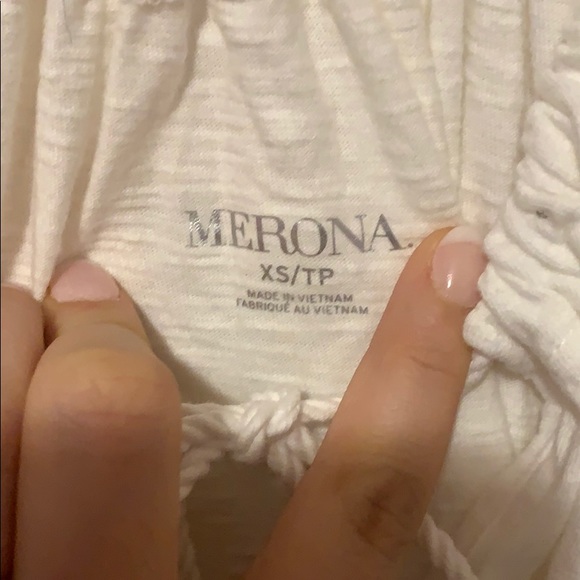 MERONA.
XS/TP
MADE IN VIETNAM
FABRIQUÉ AU VIETNAM